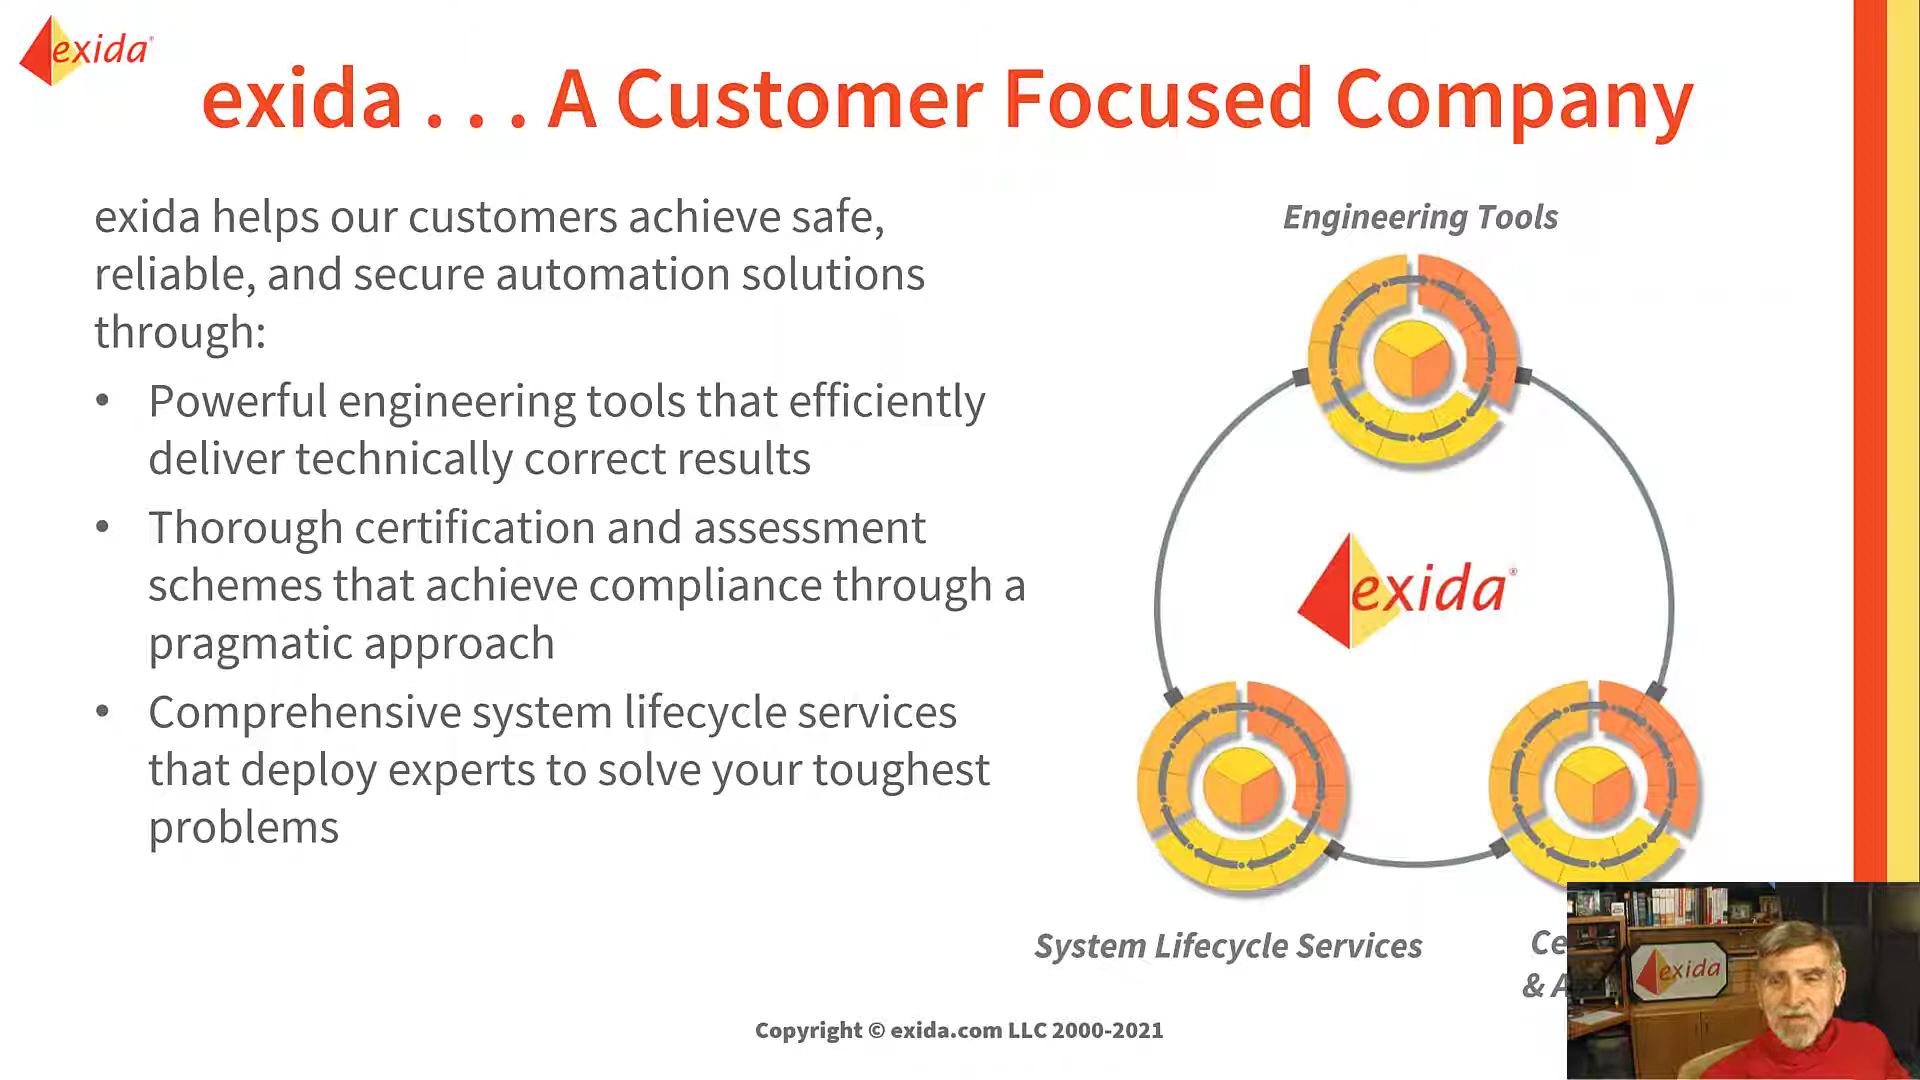 exida®
exida . . . A Customer Focused Company
exida helps our customers achieve safe,
reliable, and secure automation solutions
through:
• Powerful engineering tools that efficiently
deliver technically correct results
• Thorough certification and assessment
schemes that achieve compliance through a
pragmatic approach
• Comprehensive system lifecycle services
that deploy experts to solve your toughest
problems
Engineering Tools
exida®
System Lifecycle Services
& 
exida
Copyright © exida.com LLC 2000-2021